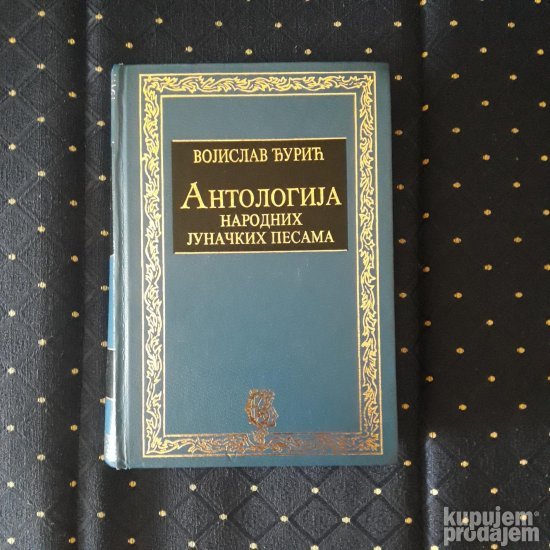 ВОЈИСЛАВ ЂУРИЋ
АНТОЛОГИЈА
НАРОДНИХ
ЈУНАЧКИХ ПЕСАМА
kupujem
prodajem